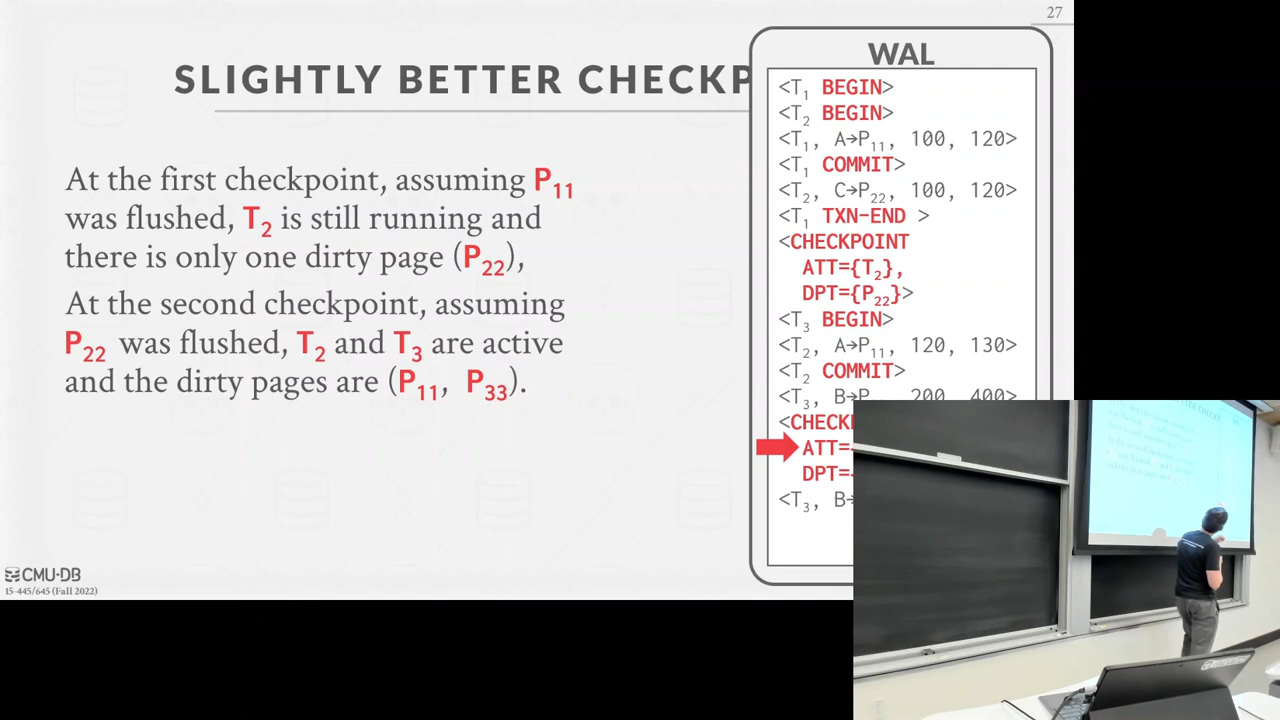 27
SLIGHTLY BETTER CHECKP
At the first checkpoint, assuming P11
was flushed, T2 is still running and
there is only one dirty page (P22),
At the second checkpoint, assuming
P22 was flushed, T2 and T3 are active
and the dirty pages are (P11, P33).
WAL
<T1 BEGIN>
<T2 BEGIN>
<T1, A→P11, 100, 120>
<T1 COMMIT>
<T2, C→P22, 100, 120>
<T1 TXN-END >
<CHECKPOINT
ATT={T2},
DPT={P22}>
<T3 BEGIN>
<T2, A→P11, 120, 130>
<T2 COMMIT>
<T3, B→P 200, 400>
<CHECK
ATT=
DPT=
<T3, B→
CMU·DB
15-445/645 (Fall 2022)